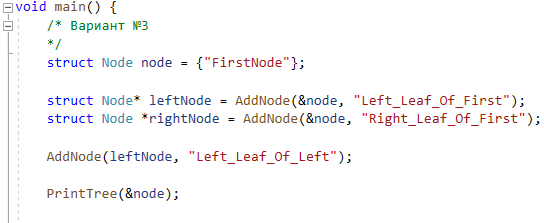 void main() {
/* Вариант №3
*/
struct Node node = {"FirstNode"};
struct Node* leftNode = AddNode(&node, "Left_Leaf_Of_First");
struct Node *rightNode = AddNode(&node, "Right_Leaf_Of_First");
AddNode(leftNode, "Left_Leaf_Of_Left");
PrintTree(&node);